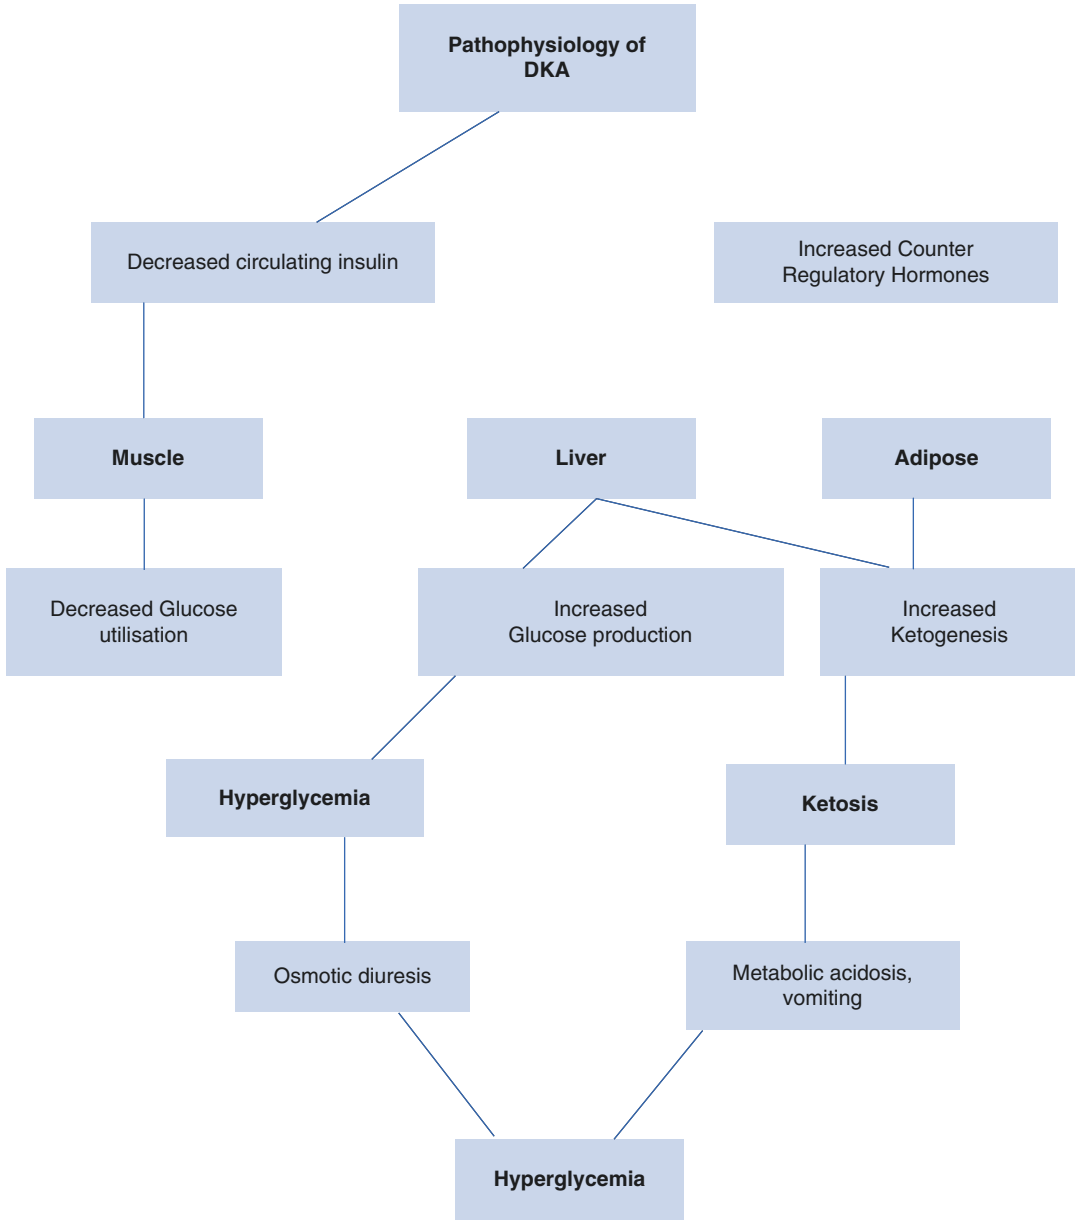 Pathophysiology of
DKA
Decreased circulating insulin
Increased Counter
Regulatory Hormones
Muscle
Liver
Adipose
Decreased Glucose
utilisation
Increased
Glucose production
Increased
Ketogenesis
Hyperglycemia
Ketosis
Osmotic diuresis
Metabolic acidosis,
vomiting
Hyperglycemia